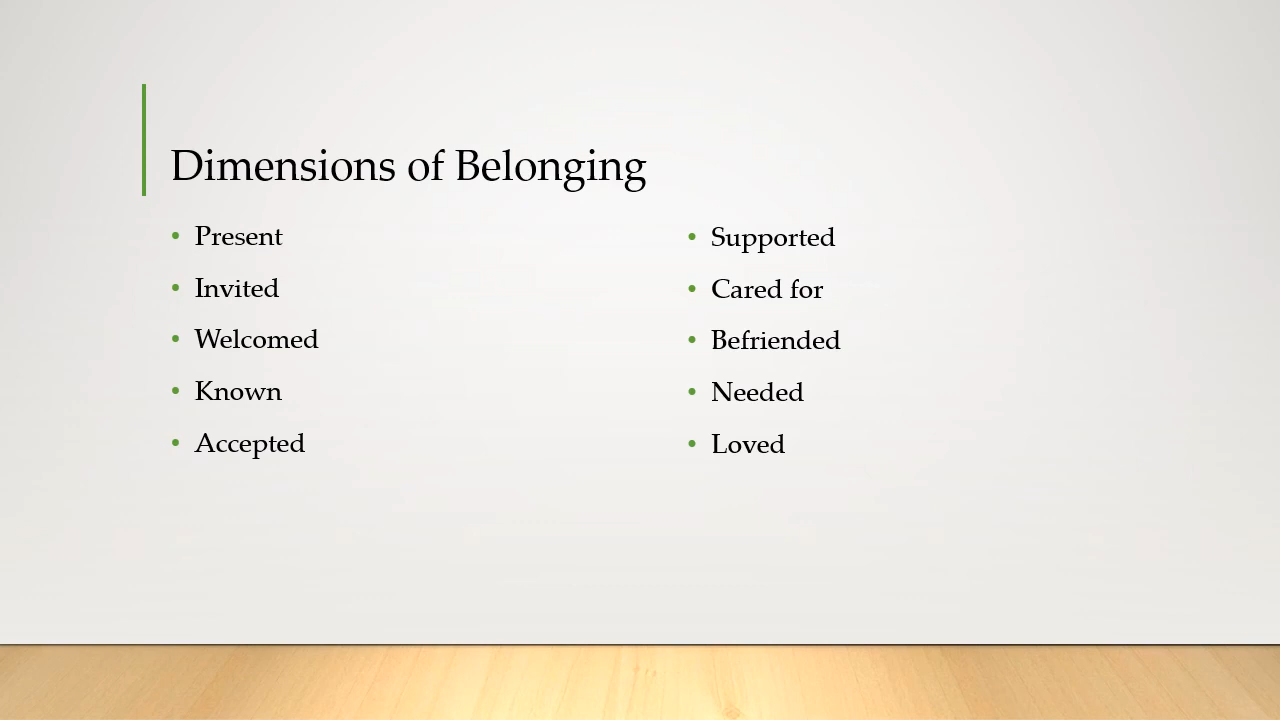 Dimensions of Belonging
• Present
• Invited
• Welcomed
• Known
• Accepted
• Supported
• Cared for
• Befriended
• Needed
• Loved